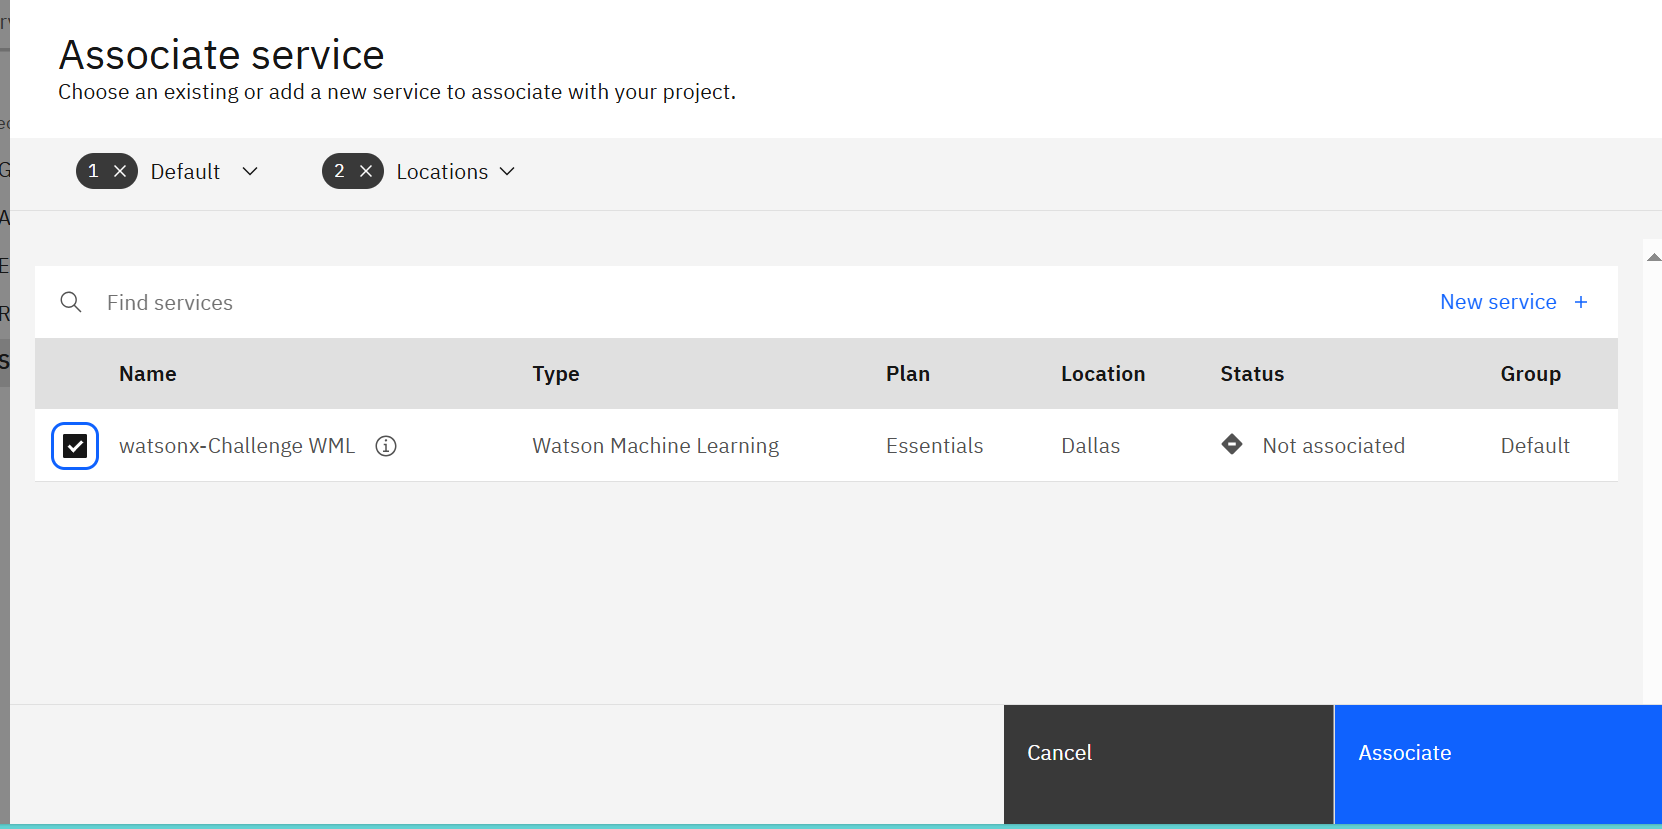 Associate service
Choose an existing or add a new service to associate with your project.
1 Default 2 Locations
Find services New service +
Name Type Plan Location Status Group
watsonx-Challenge WML Watson Machine Learning Essentials Dallas Not associated Default
Cancel Associate